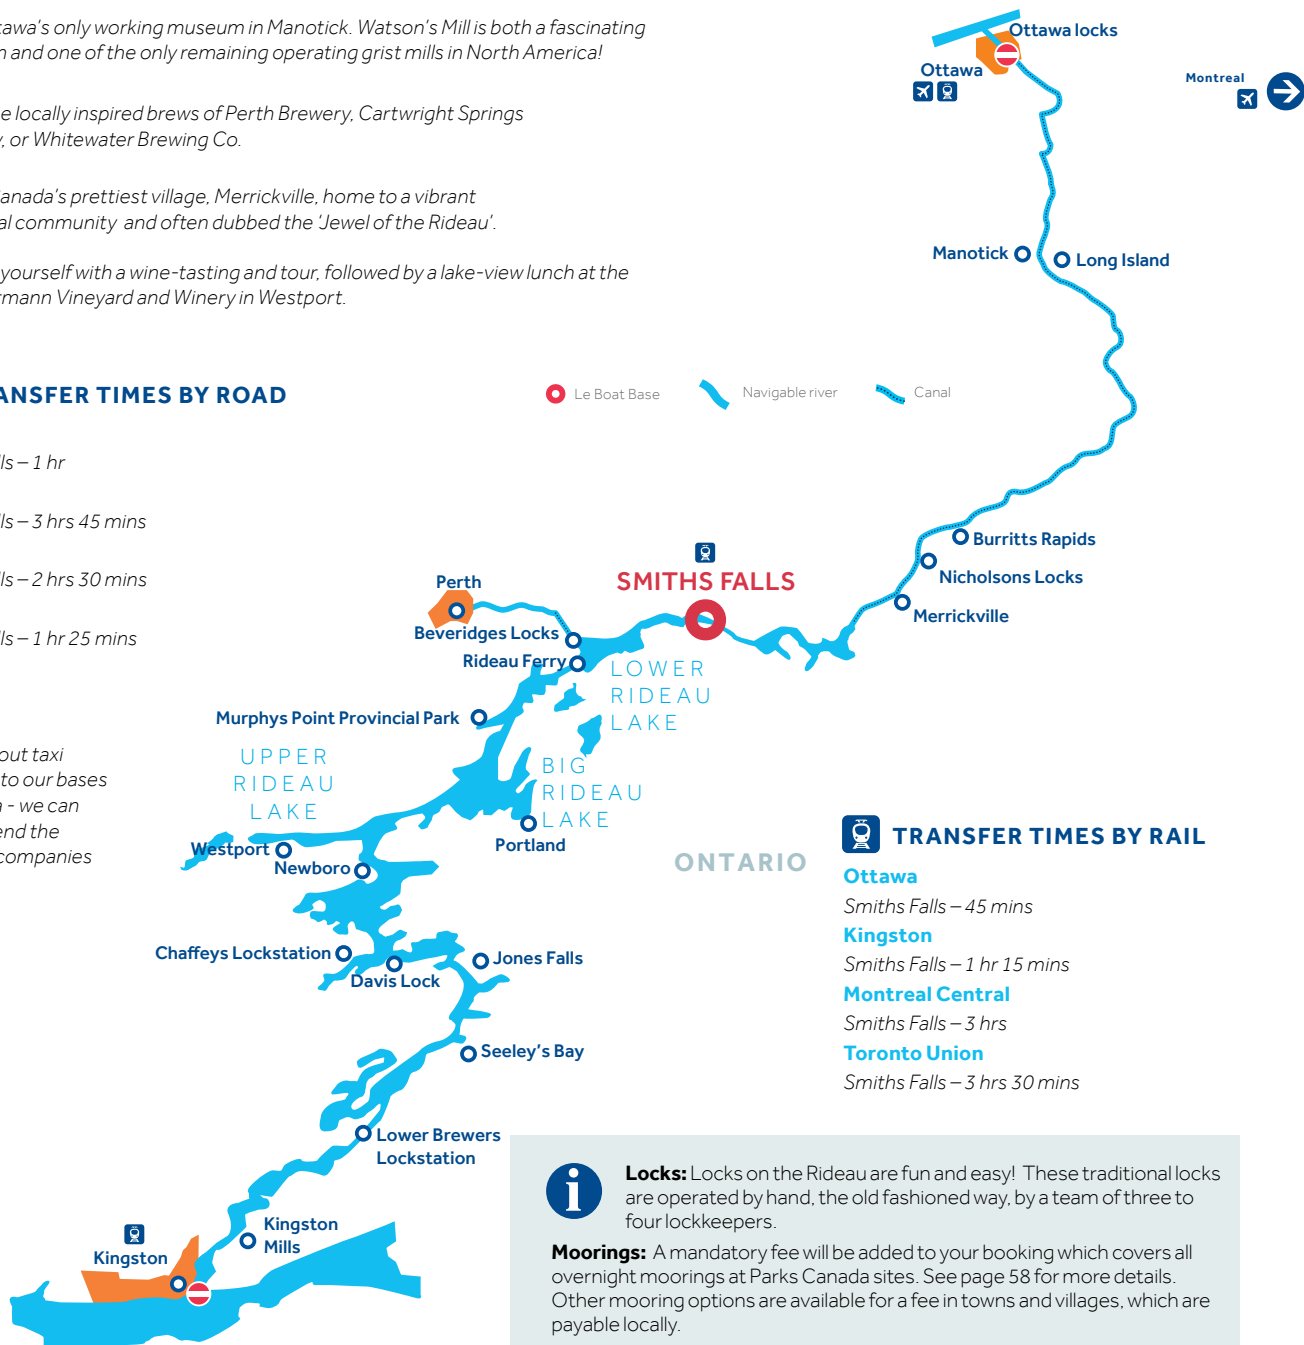 only working museum in Manotick. Watson's Mill is both a fascinating
and one of the only remaining operating grist mills in North America!
locally inspired brews of Perth Brewery, Cartwright Springs
or Whitewater Brewing Co.
prettiest village, Merrickville, home to a vibrant
community and often dubbed the 'Jewel of the Rideau'.
yourself with a wine-tasting and tour, followed by a lake-view lunch at the
Vineyard and Winery in Westport.
TIMES BY ROAD
– 1 hr
– 3 hrs 45 mins
– 2 hrs 30 mins
– 1 hr 25 mins
taxi
to our bases
- we can
the
companies
Le Boat Base
Navigable river
Canal
Ottawa locks
Ottawa
Montreal
Manotick
Long Island
Burritts Rapids
Nicholsons Locks
Merrickville
SMITHS FALLS
Perth
Beveridges Locks
Rideau Ferry
LOWER
RIDEAU
LAKE
Murphys Point Provincial Park
UPPER
RIDEAU
LAKE
BIG
RIDEAU
LAKE
Portland
Westport
Newboro
ONTARIO
Chaffeys Lockstation
Davis Lock
Jones Falls
Seeley's Bay
Lower Brewers
Lockstation
Kingston
Mills
Kingston
TRANSFER TIMES BY RAIL
Ottawa
Smiths Falls – 45 mins
Kingston
Smiths Falls – 1 hr 15 mins
Montreal Central
Smiths Falls – 3 hrs
Toronto Union
Smiths Falls – 3 hrs 30 mins
i
Locks: Locks on the Rideau are fun and easy! These traditional locks
are operated by hand, the old fashioned way, by a team of three to
four lockkeepers.
Moorings: A mandatory fee will be added to your booking which covers all
overnight moorings at Parks Canada sites. See page 58 for more details.
Other mooring options are available for a fee in towns and villages, which are
payable locally.